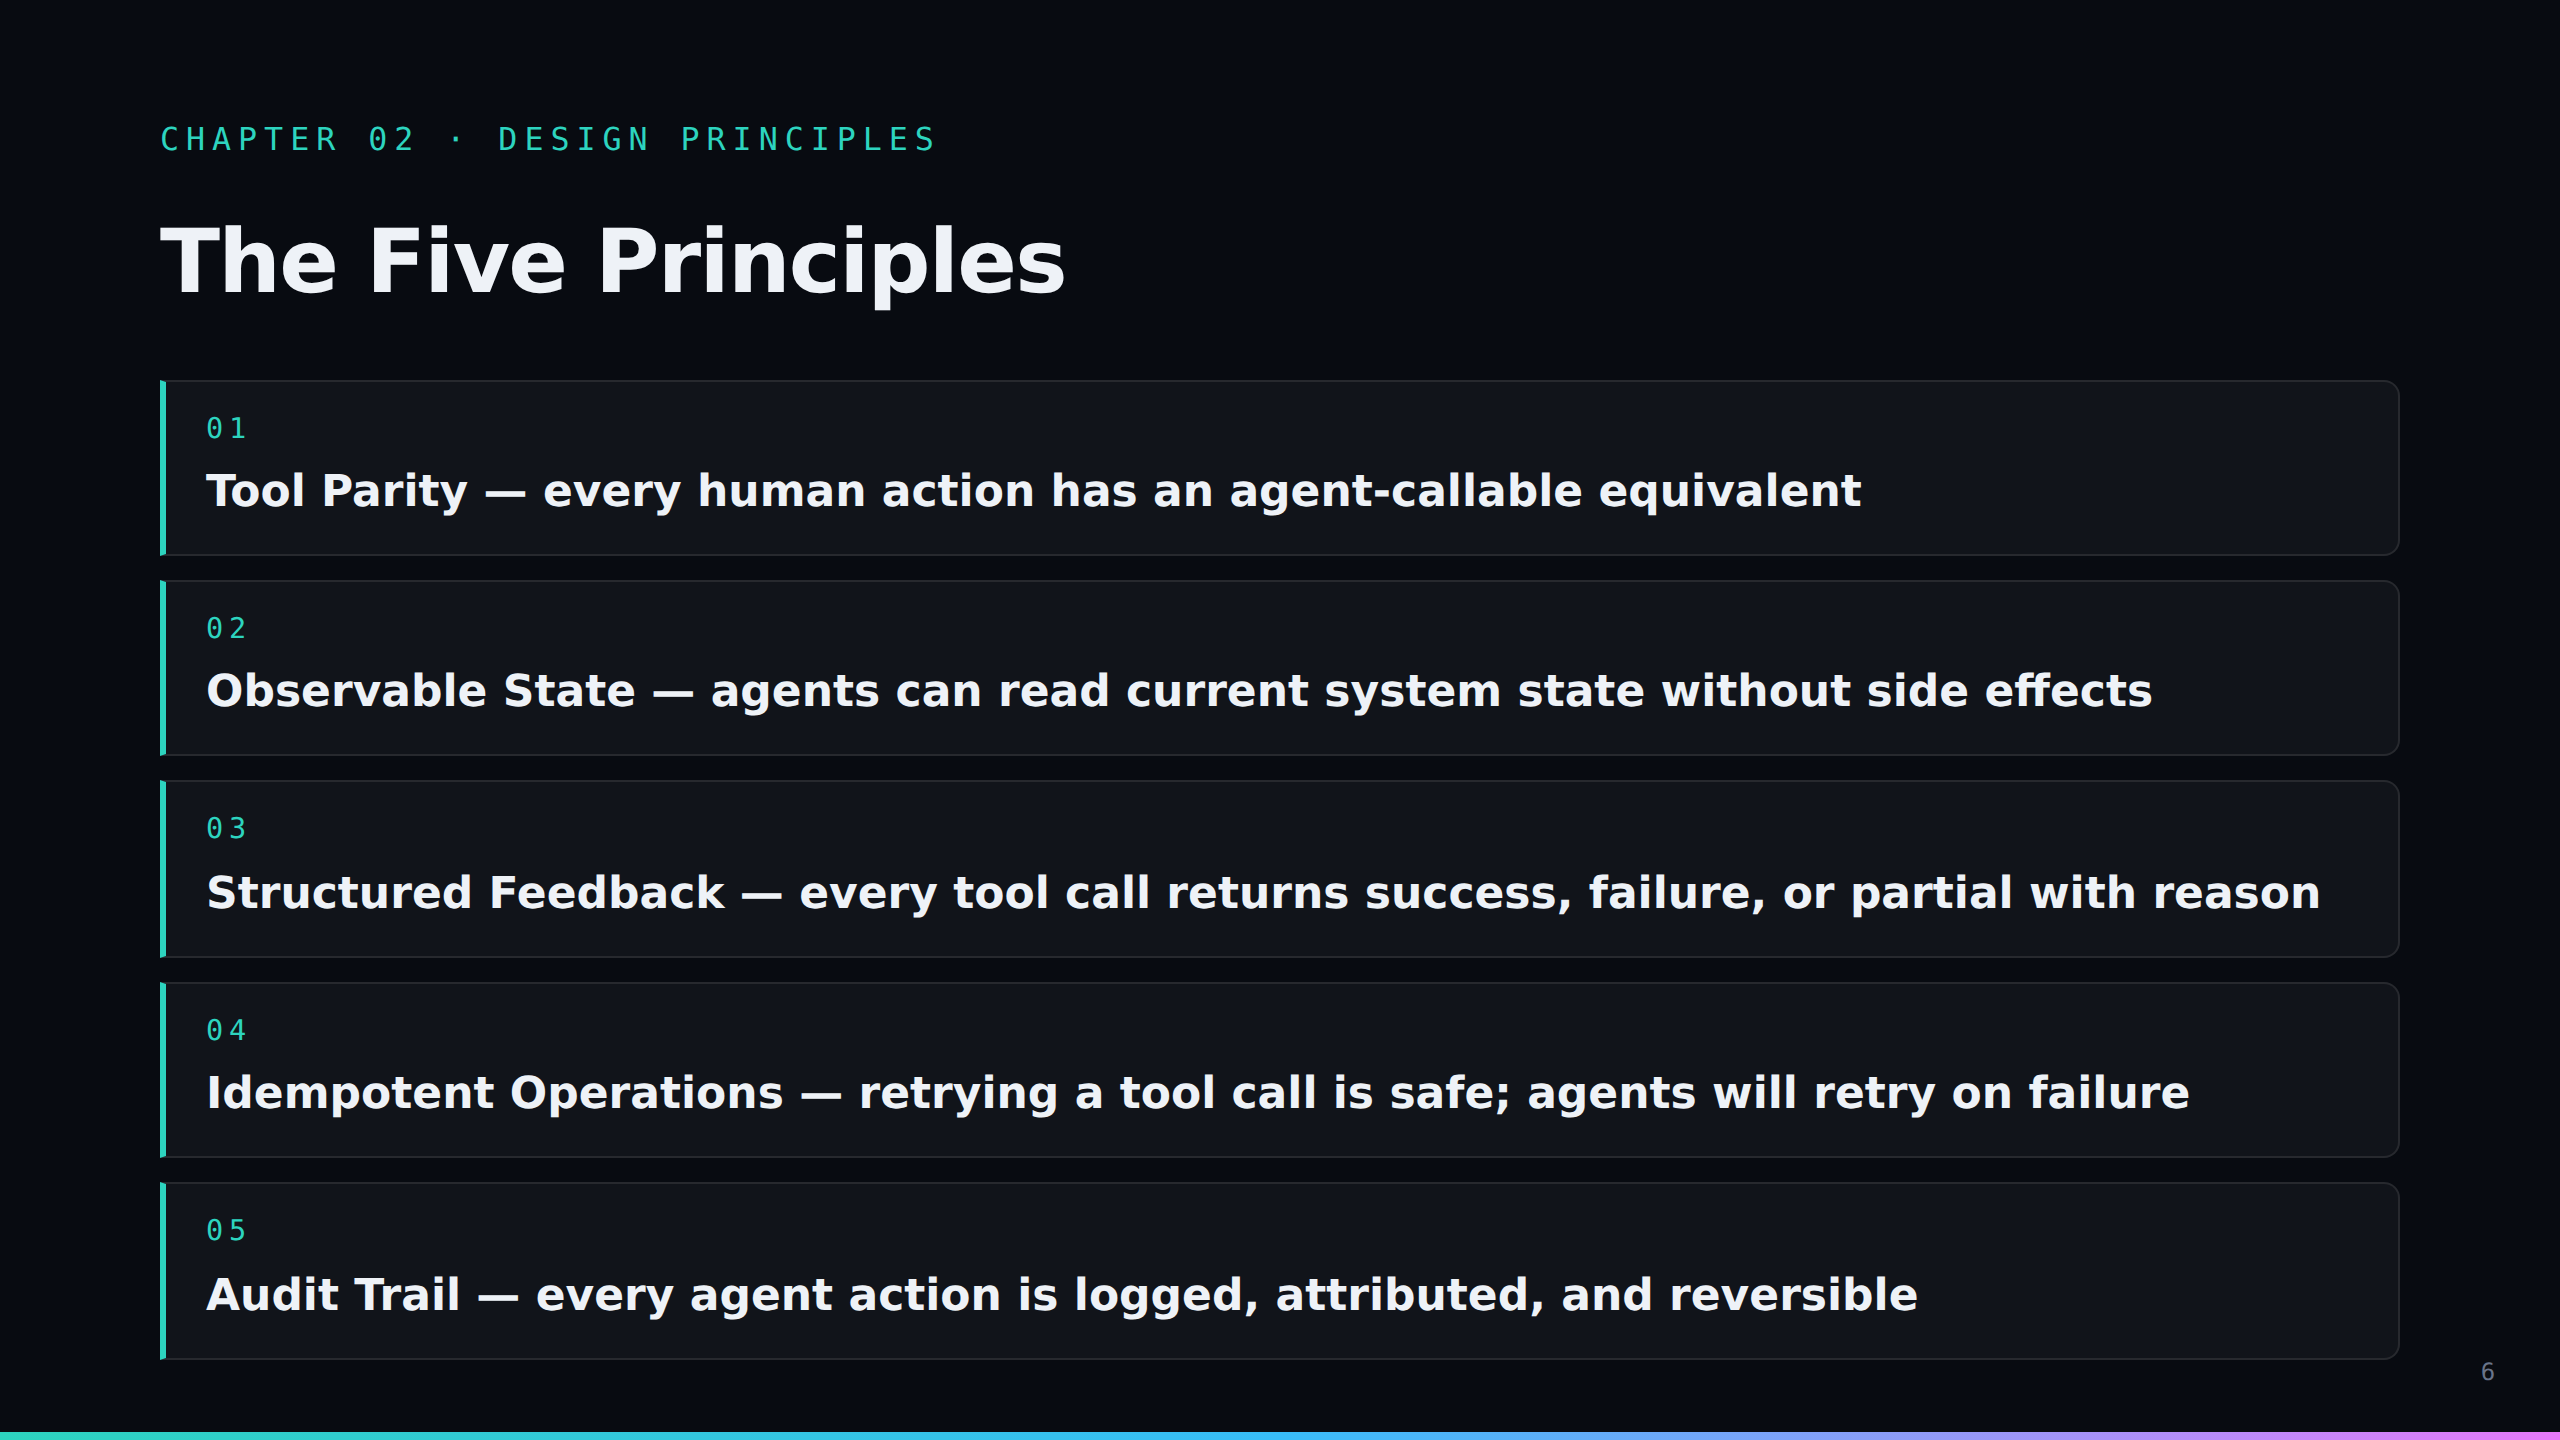 CHAPTER 02 · DESIGN PRINCIPLES
The Five Principles
01
Tool Parity — every human action has an agent-callable equivalent
02
Observable State — agents can read current system state without side effects
03
Structured Feedback — every tool call returns success, failure, or partial with reason
04
Idempotent Operations — retrying a tool call is safe; agents will retry on failure
05
Audit Trail — every agent action is logged, attributed, and reversible
6